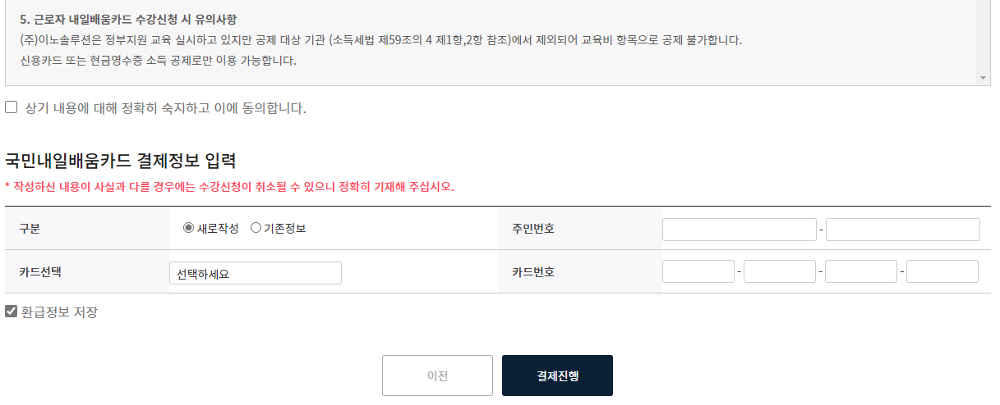 5. 근로자 내일배움카드 수강신청 시 유의사항
(주)이노솔루션은 정부지원 교육 실시하고 있지만 공제 대상 기관 (소득세법 제59조의 4 제1항,2항 참조)에서 제외되어 교육비 항목으로 공제 불가합니다.
신용카드 또는 현금영수증 소득 공제로만 이용 가능합니다.
상기 내용에 대해 정확히 숙지하고 이에 동의합니다.
국민내일배움카드 결제정보 입력
* 작성하신 내용이 사실과 다를 경우에는 수강신청이 취소될 수 있으니 정확히 기재해 주십시오.
구분 새로작성 기존정보 주민번호 -
카드선택 선택하세요 카드번호 - - -
환급정보 저장
이전 결제진행